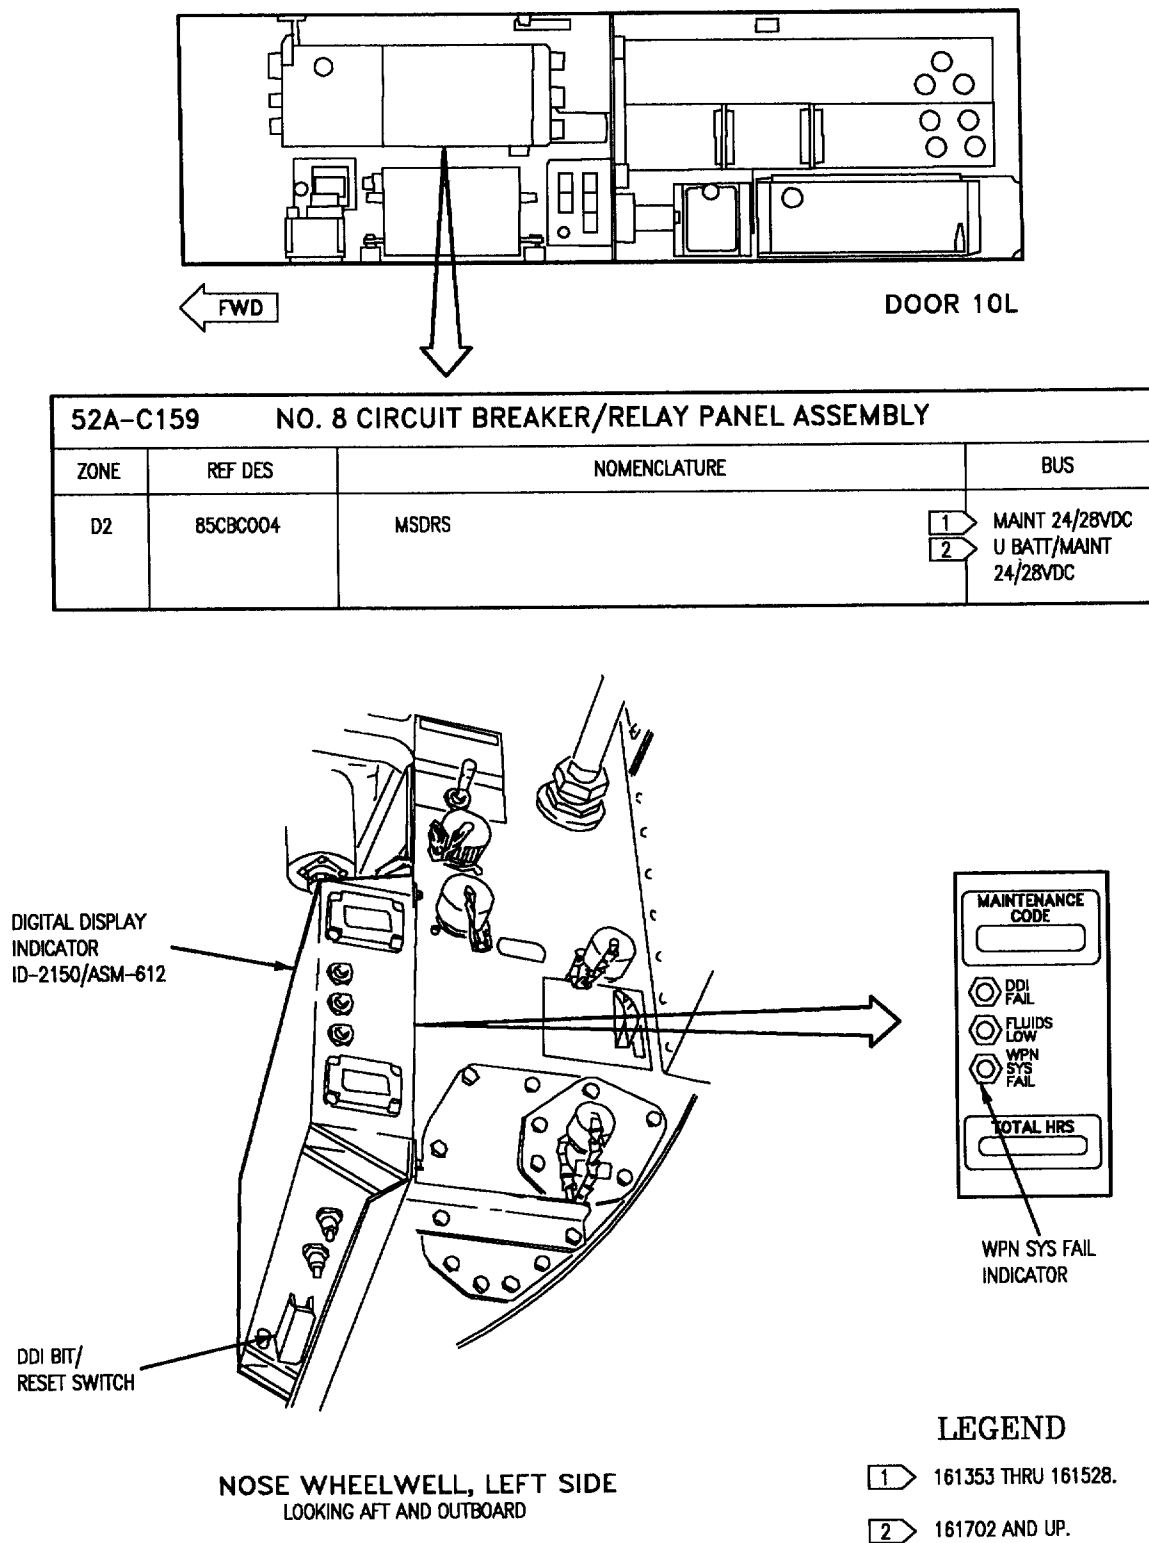 FWD
DOOR 10L
52A-C159 NO. 8 CIRCUIT BREAKER/RELAY PANEL ASSEMBLY
ZONE REF DES NOMENCLATURE BUS
D2 85CBC004 MSDRS 1 MAINT 24/28VDC
2 U BATT/MAINT
24/28VDC
DIGITAL DISPLAY
INDICATOR
ID-2150/ASM-612
MAINTENANCE
CODE
DDI
FAIL
FLUIDS
LOW
WPN
SYS
FAIL
TOTAL HRS
WPN SYS FAIL
INDICATOR
DDI BIT/
RESET SWITCH
NOSE WHEELWELL, LEFT SIDE
LOOKING AFT AND OUTBOARD
LEGEND
1 161353 THRU 161528.
2 161702 AND UP.